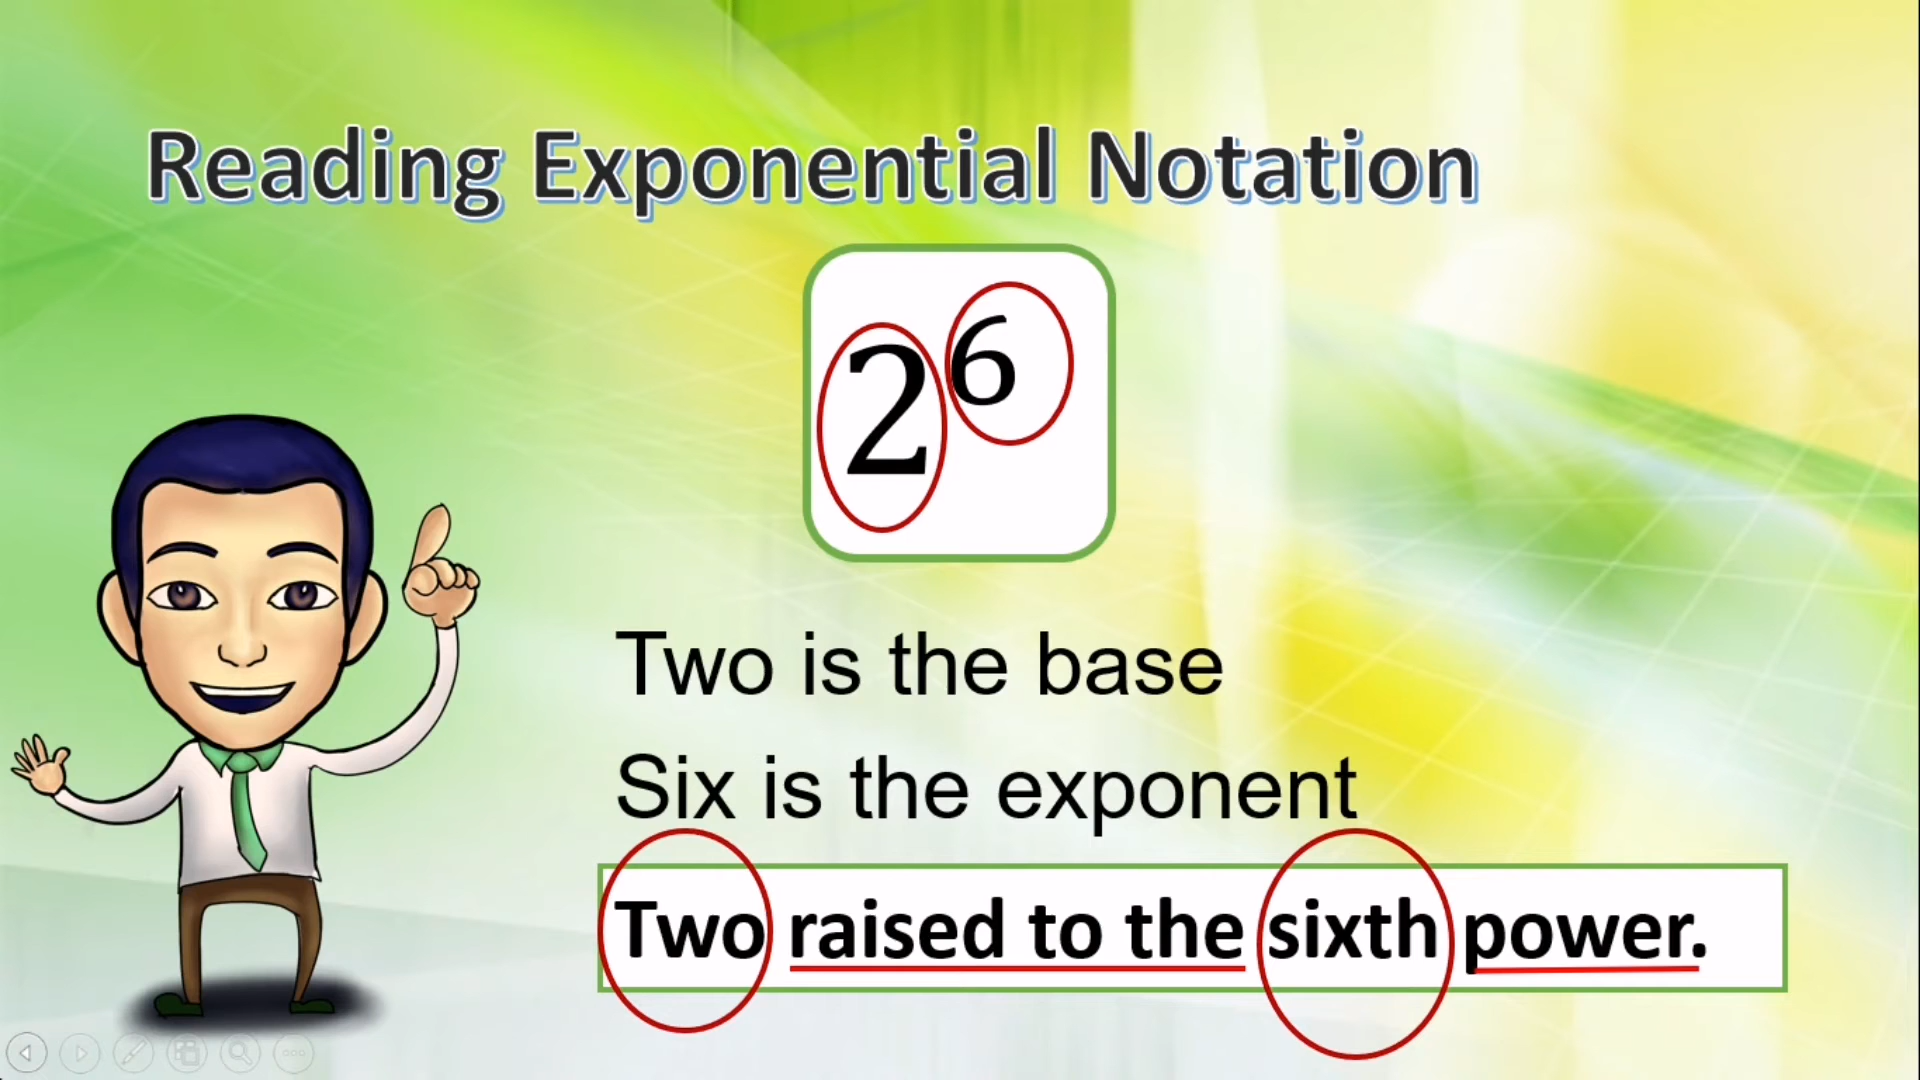 Reading Exponential Notation
2⁶
Two is the base
Six is the exponent
Two raised to the sixth power.